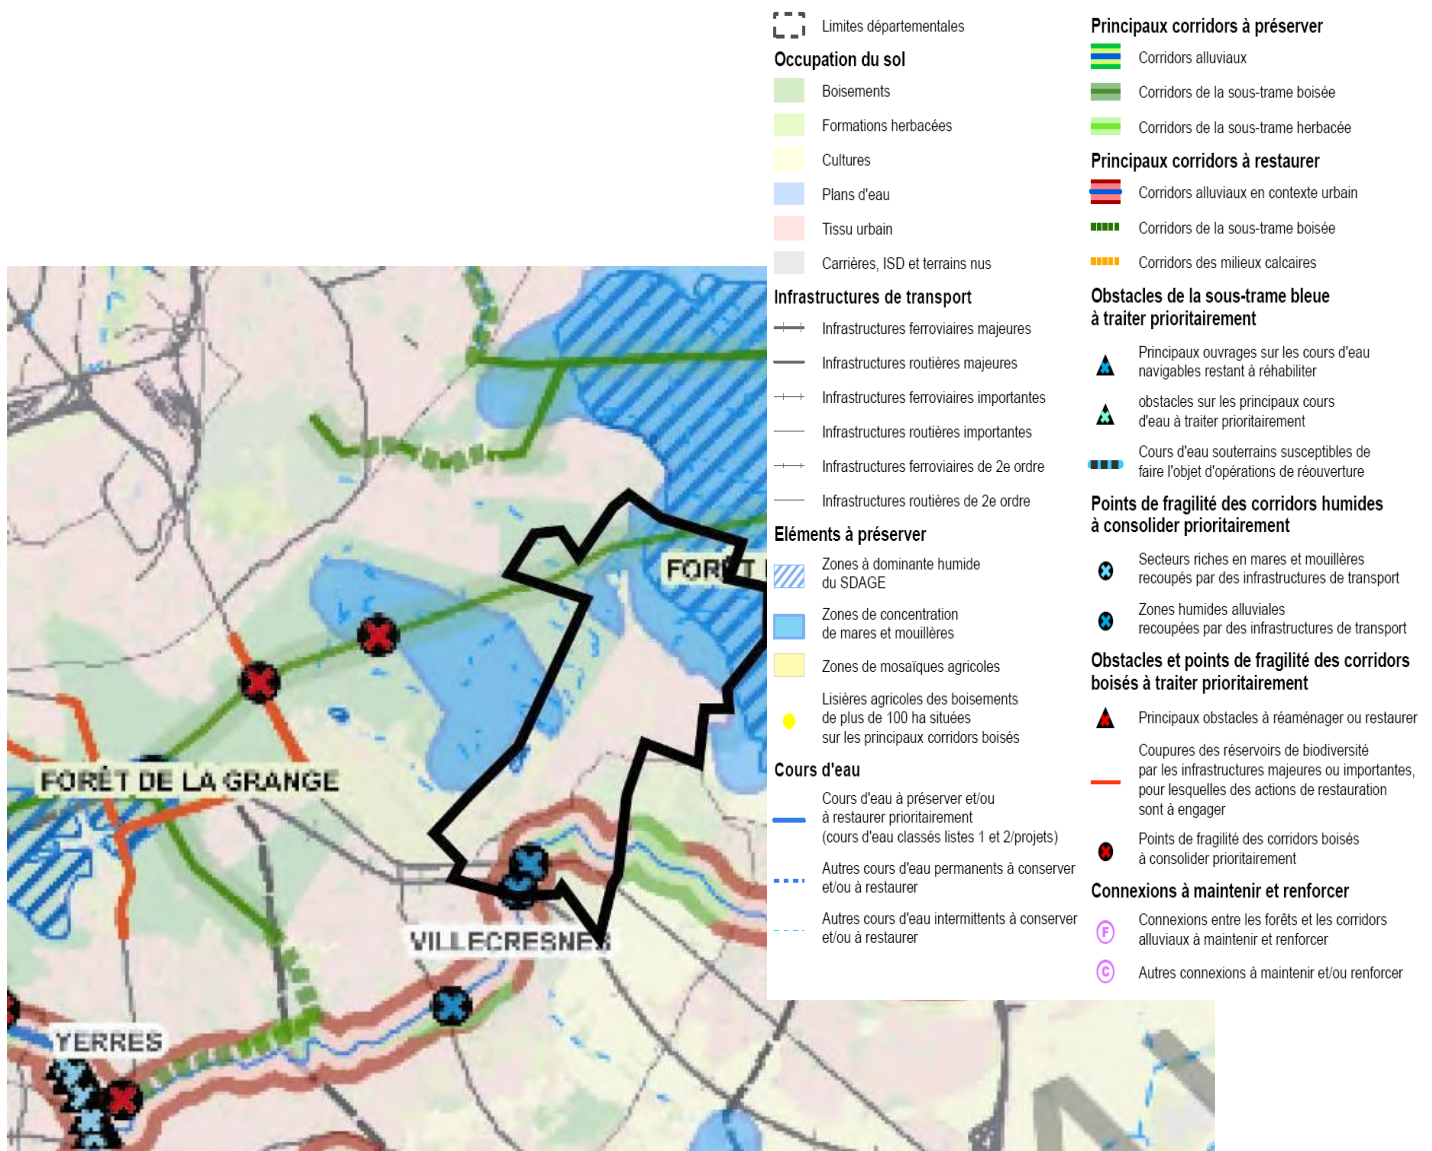 Limites départementales
Occupation du sol
Boisements
Formations herbacées
Cultures
Plans d'eau
Tissu urbain
Carrières, ISD et terrains nus
Infrastructures de transport
Infrastructures ferroviaires majeures
Infrastructures routières majeures
Infrastructures ferroviaires importantes
Infrastructures routières importantes
Infrastructures ferroviaires de 2e ordre
Infrastructures routières de 2e ordre
Eléments à préserver
Zones à dominante humide
du SDAGE
Zones de concentration
de mares et mouillères
Zones de mosaïques agricoles
Lisières agricoles des boisements
de plus de 100 ha situées
sur les principaux corridors boisés
Cours d'eau
Cours d'eau à préserver et/ou
à restaurer prioritairement
(cours d'eau classés listes 1 et 2/projets)
Autres cours d'eau permanents à conserver
et/ou à restaurer
Autres cours d'eau intermittents à conserver
et/ou à restaurer
Principaux corridors à préserver
Corridors alluviaux
Corridors de la sous-trame boisée
Corridors de la sous-trame herbacée
Principaux corridors à restaurer
Corridors alluviaux en contexte urbain
Corridors de la sous-trame boisée
Corridors des milieux calcaires
Obstacles de la sous-trame bleue
à traiter prioritairement
Principaux ouvrages sur les cours d'eau
navigables restant à réhabiliter
obstacles sur les principaux cours
d'eau à traiter prioritairement
Cours d'eau souterrains susceptibles de
faire l'objet d'opérations de réouverture
Points de fragilité des corridors humides
à consolider prioritairement
Secteurs riches en mares et mouillères
recoupés par des infrastructures de transport
Zones humides alluviales
recoupées par des infrastructures de transport
Obstacles et points de fragilité des corridors
boisés à traiter prioritairement
Principaux obstacles à réaménager ou restaurer
Coupures des réservoirs de biodiversité
par les infrastructures majeures ou importantes,
pour lesquelles des actions de restauration
sont à engager
Points de fragilité des corridors boisés
à consolider prioritairement
Connexions à maintenir et renforcer
F
Connexions entre les forêts et les corridors
alluviaux à maintenir et renforcer
C
Autres connexions à maintenir et/ou renforcer
FORÊT
FORÊT DE LA GRANGE
VILLECRESNES
YERRES